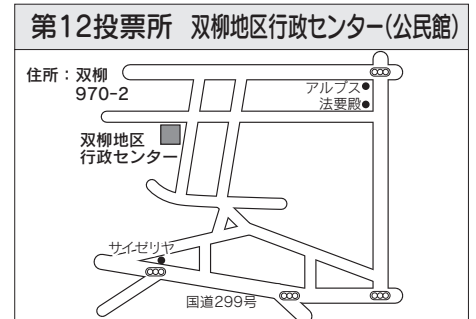 第12投票所 双柳地区行政センター(公民館)
住所：双柳
970-2
アルプス
法要殿
双柳地区
行政センター
サイゼリヤ
国道299号